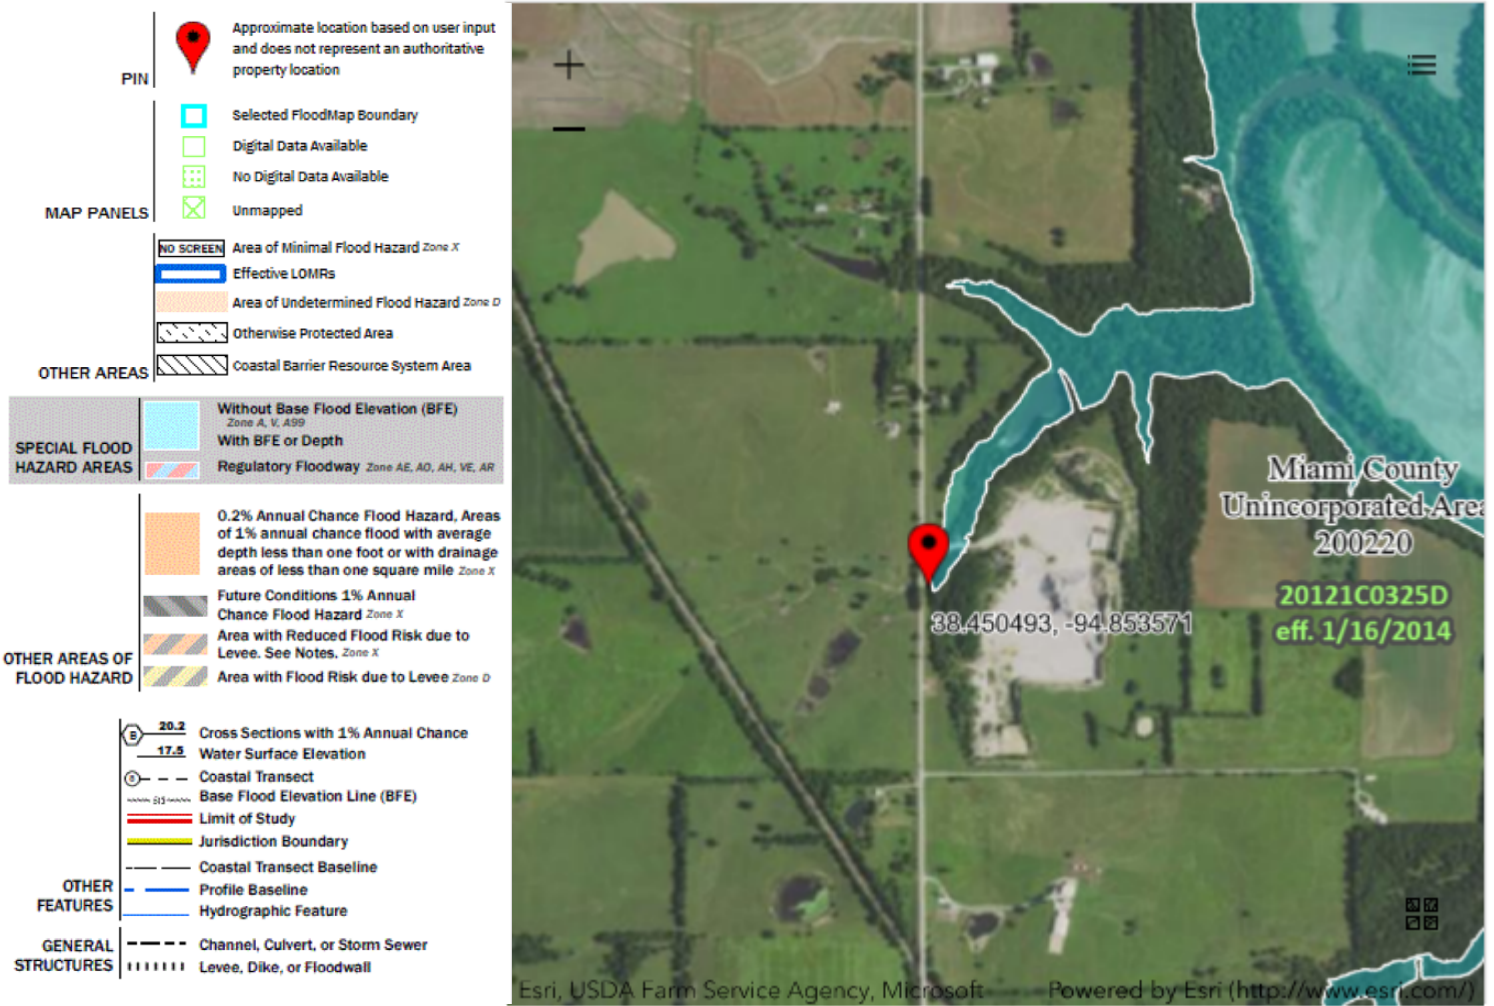 Approximate location based on user input
and does not represent an authoritative
property location
PIN
Selected FloodMap Boundary
Digital Data Available
No Digital Data Available
Unmapped
MAP PANELS
NO SCREEN Area of Minimal Flood Hazard Zone X
Effective LOMRs
Area of Undetermined Flood Hazard Zone D
Otherwise Protected Area
Coastal Barrier Resource System Area
OTHER AREAS
Without Base Flood Elevation (BFE)
Zone A, V, A99
With BFE or Depth
Regulatory Floodway Zone AE, AO, AH, VE, AR
SPECIAL FLOOD
HAZARD AREAS
0.2% Annual Chance Flood Hazard, Areas
of 1% annual chance flood with average
depth less than one foot or with drainage
areas of less than one square mile Zone X
Future Conditions 1% Annual
Chance Flood Hazard Zone X
Area with Reduced Flood Risk due to
Levee. See Notes. Zone X
Area with Flood Risk due to Levee Zone D
OTHER AREAS OF
FLOOD HAZARD
B 20.2 Cross Sections with 1% Annual Chance
17.5 Water Surface Elevation
8 Coastal Transect
513 Base Flood Elevation Line (BFE)
Limit of Study
Jurisdiction Boundary
Coastal Transect Baseline
Profile Baseline
Hydrographic Feature
OTHER
FEATURES
Channel, Culvert, or Storm Sewer
Levee, Dike, or Floodwall
GENERAL
STRUCTURES
+
−
Miami County
Unincorporated Area
200220
20121C0325D
eff. 1/16/2014
38.450493, -94.853571
Esri, USDA Farm Service Agency, Microsoft Powered by Esri (http://www.esri.com/)